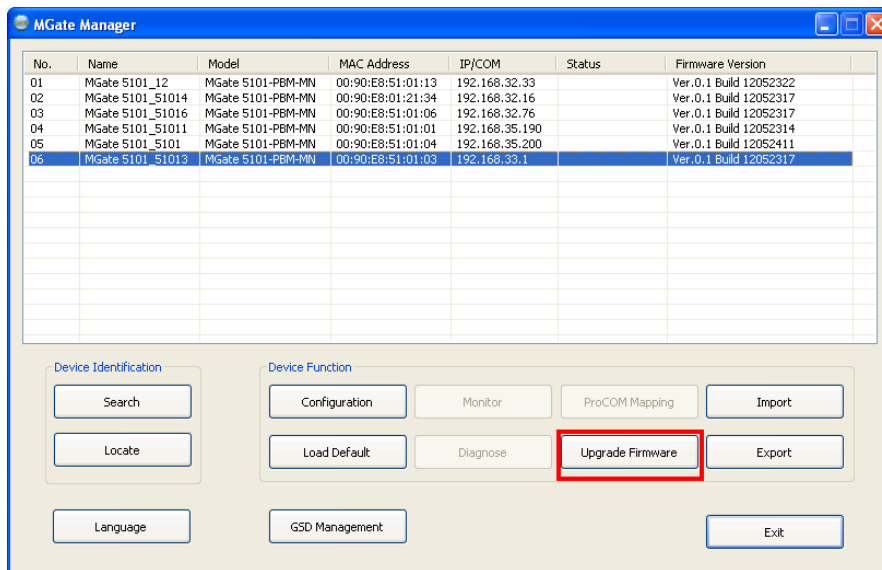 MGate Manager
No. Name Model MAC Address IP/COM Status Firmware Version
01 MGate 5101_12 MGate 5101-PBM-MN 00:90:E8:51:01:13 192.168.32.33 Ver.0.1 Build 12052322
02 MGate 5101_51014 MGate 5101-PBM-MN 00:90:E8:01:21:34 192.168.32.16 Ver.0.1 Build 12052317
03 MGate 5101_51016 MGate 5101-PBM-MN 00:90:E8:51:01:06 192.168.32.76 Ver.0.1 Build 12052317
04 MGate 5101_51011 MGate 5101-PBM-MN 00:90:E8:51:01:01 192.168.35.190 Ver.0.1 Build 12052314
05 MGate 5101_5101 MGate 5101-PBM-MN 00:90:E8:51:01:04 192.168.35.200 Ver.0.1 Build 12052411
06 MGate 5101_51013 MGate 5101-PBM-MN 00:90:E8:51:01:03 192.168.33.1 Ver.0.1 Build 12052317
Device Identification Device Function
Search Configuration Monitor ProCOM Mapping Import
Locate Load Default Diagnose Upgrade Firmware Export
Language GSD Management Exit